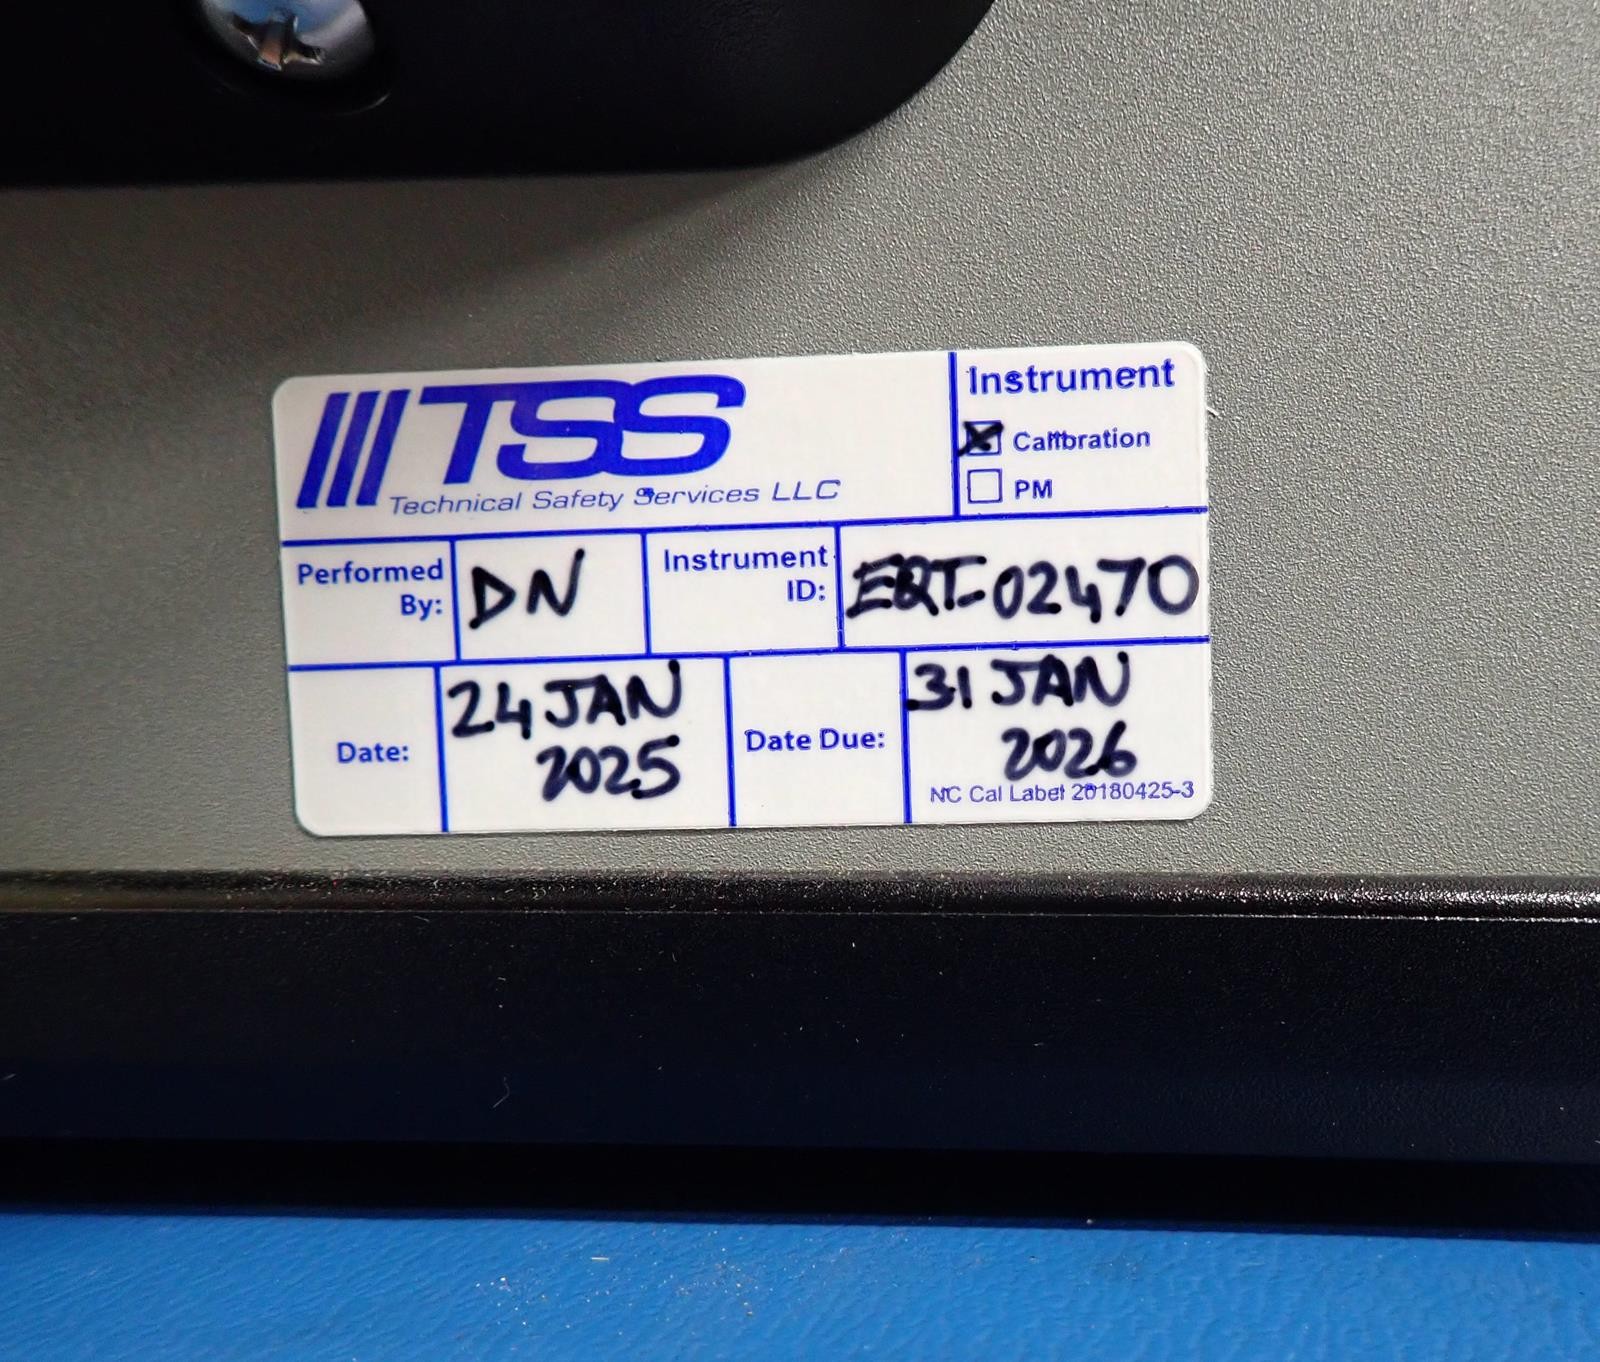 TSS
Technical Safety Services LLC
Instrument
Calibration
PM
Performed By:
DN
Instrument ID:
EQT-02470
Date:
24 JAN
2025
Date Due:
31 JAN
2026
NC Cal Label 20180425-3